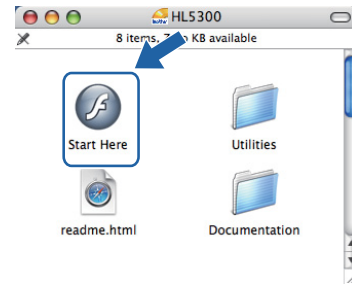 HL5300
8 items, KB available
Start Here
Utilities
readme.html
Documentation